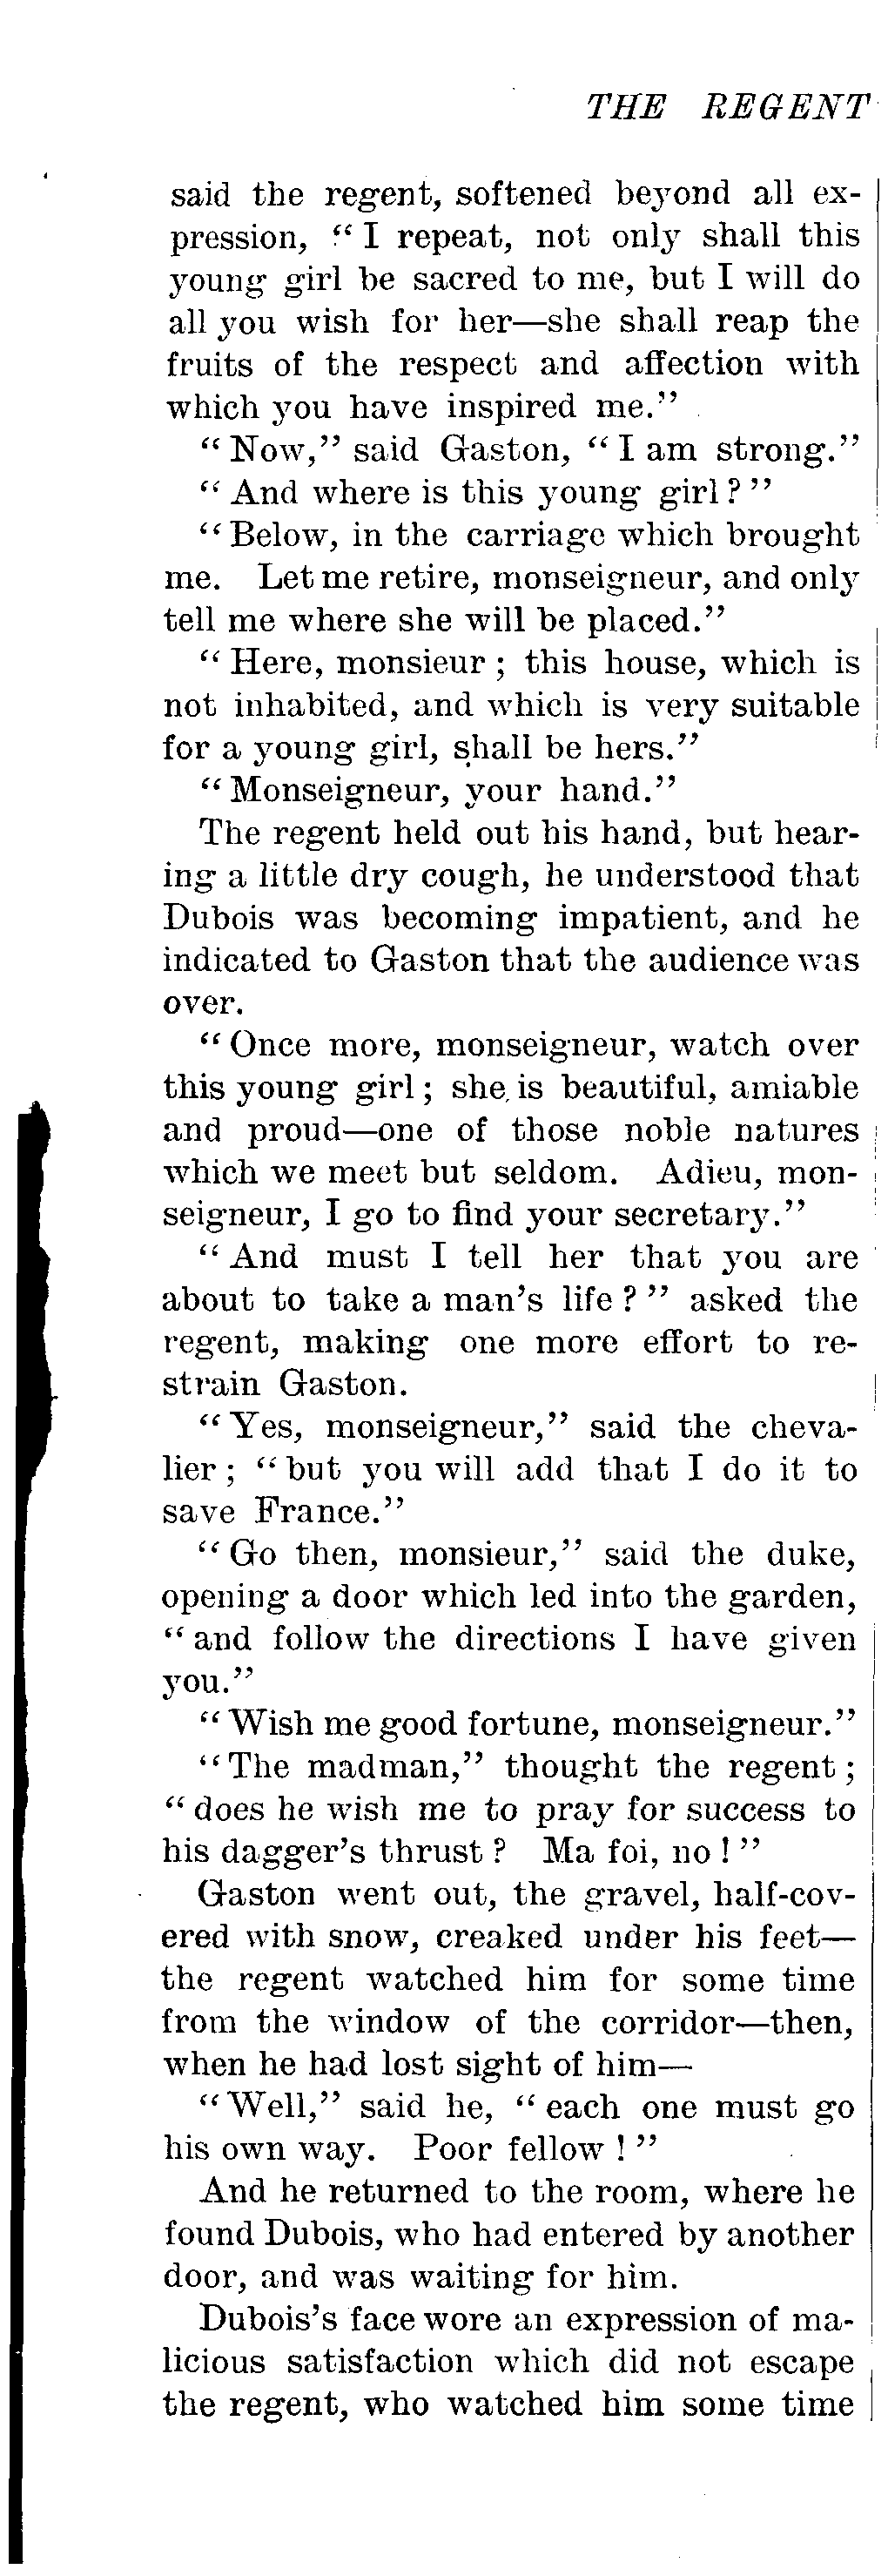 THE REGENT
said the regent, softened beyond all ex-
pression, “ I repeat, not only shall this
young girl be sacred to me, but I will do
all you wish for her—she shall reap the
fruits of the respect and affection with
which you have inspired me.”
“ Now,” said Gaston, “ I am strong.”
“ And where is this young girl ? ”
“ Below, in the carriage which brought
me. Let me retire, monseigneur, and only
tell me where she will be placed.”
“ Here, monsieur ; this house, which is
not inhabited, and which is very suitable
for a young girl, shall be hers.”
“ Monseigneur, your hand.”
The regent held out his hand, but hear-
ing a little dry cough, he understood that
Dubois was becoming impatient, and he
indicated to Gaston that the audience was
over.
“ Once more, monseigneur, watch over
this young girl ; she is beautiful, amiable
and proud—one of those noble natures
which we meet but seldom. Adieu, mon-
seigneur, I go to find your secretary.”
“ And must I tell her that you are
about to take a man’s life ? ” asked the
regent, making one more effort to re-
strain Gaston.
“ Yes, monseigneur,” said the cheva-
lier ; “ but you will add that I do it to
save France.”
“ Go then, monsieur,” said the duke,
opening a door which led into the garden,
“ and follow the directions I have given
you.”
“ Wish me good fortune, monseigneur.”
“ The madman,” thought the regent ;
“ does he wish me to pray for success to
his dagger’s thrust ? Ma foi, no ! ”
Gaston went out, the gravel, half-cov-
ered with snow, creaked under his feet—
the regent watched him for some time
from the window of the corridor—then,
when he had lost sight of him—
“ Well,” said he, “ each one must go
his own way. Poor fellow ! ”
And he returned to the room, where he
found Dubois, who had entered by another
door, and was waiting for him.
Dubois’s face wore an expression of ma-
licious satisfaction which did not escape
the regent, who watched him some time